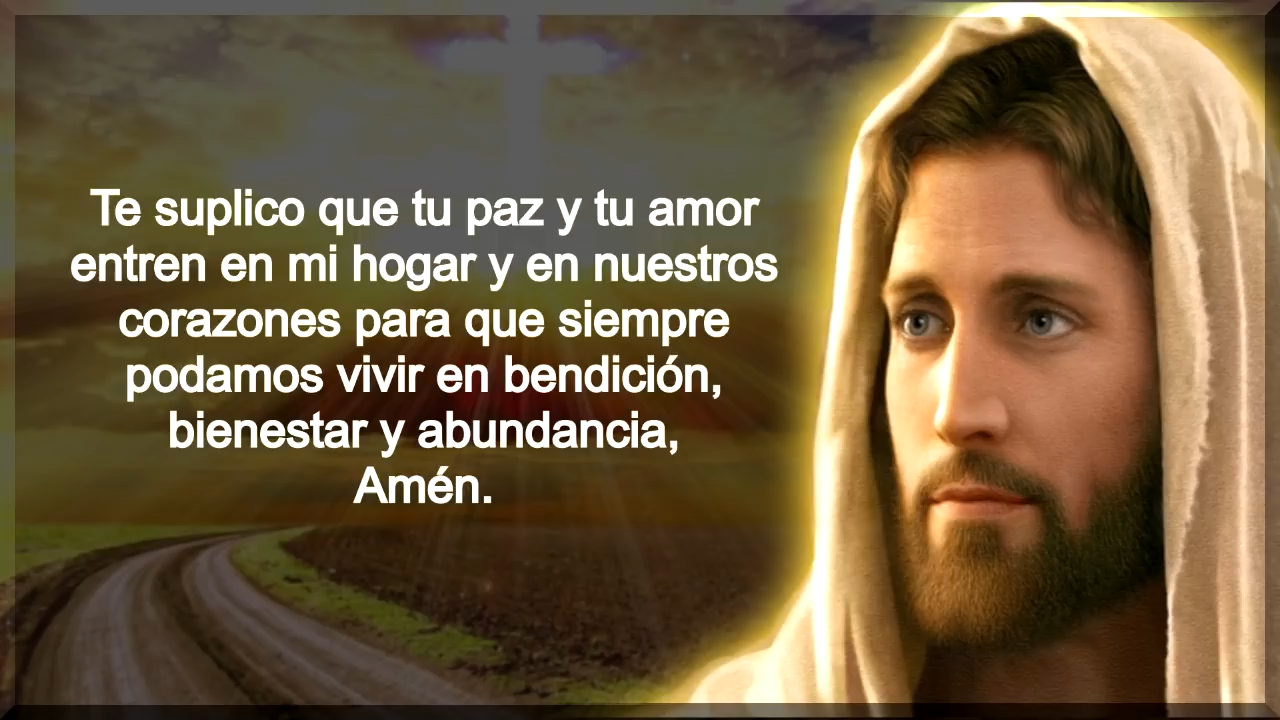 Te suplico que tu paz y tu amor
entren en mi hogar y en nuestros
corazones para que siempre
podamos vivir en bendición,
bienestar y abundancia,
Amén.